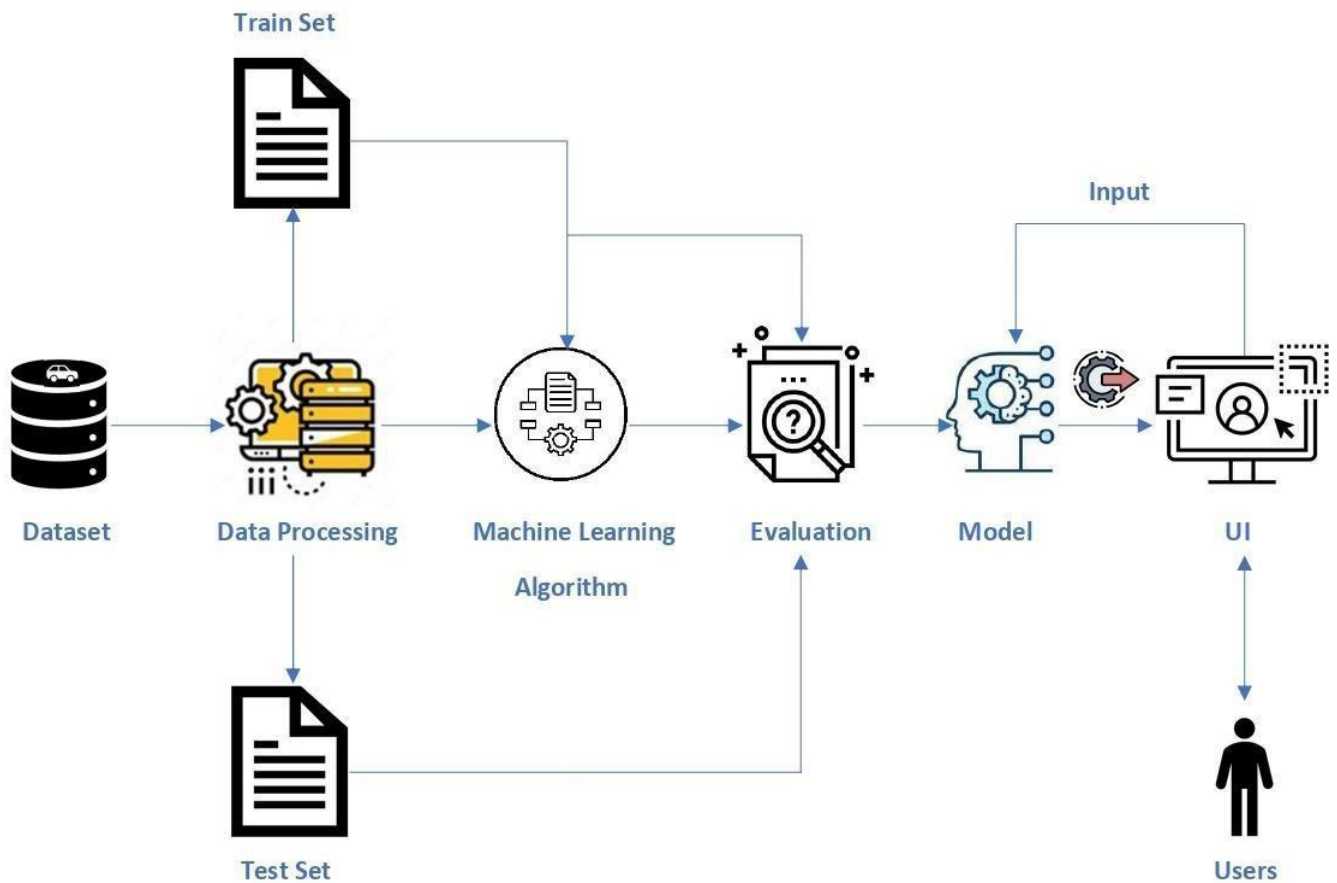 Train Set
Input
Dataset
Data Processing
Machine Learning
Algorithm
Evaluation
Model
UI
Test Set
Users